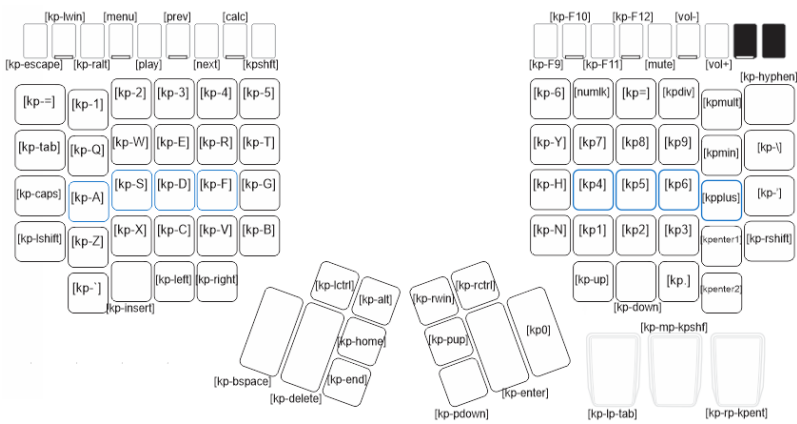 [kp-lwin] [menu] [prev] [calc]
[kp-escape] [kp-ralt] [play] [next] [kpshft]
[kp-F10] [kp-F12] [vol-]
[kp-F9] [kp-F11] [mute] [vol+]
[kp-hyphen]
[kp-=] [kp-1] [kp-2] [kp-3] [kp-4] [kp-5]
[kp-6] [numlk] [kp=] [kpdiv] [kpmult]
[kp-tab] [kp-Q] [kp-W] [kp-E] [kp-R] [kp-T]
[kp-Y] [kp7] [kp8] [kp9] [kpmin] [kp-\]
[kp-caps] [kp-A] [kp-S] [kp-D] [kp-F] [kp-G]
[kp-H] [kp4] [kp5] [kp6] [kpplus] [kp-']
[kp-lshift] [kp-Z] [kp-X] [kp-C] [kp-V] [kp-B]
[kp-N] [kp1] [kp2] [kp3] [kpenter1] [kp-rshift]
[kp-`] [kp-insert] [kp-left] [kp-right]
[kp-up] [kp-down] [kp.] [kpenter2]
[kp-lctrl] [kp-alt]
[kp-rwin] [kp-rctrl]
[kp-home] [kp-end]
[kp-pup] [kp0]
[kp-bspace] [kp-delete]
[kp-pdown] [kp-enter]
[kp-mp-kpshf]
[kp-lp-tab] [kp-rp-kpent]